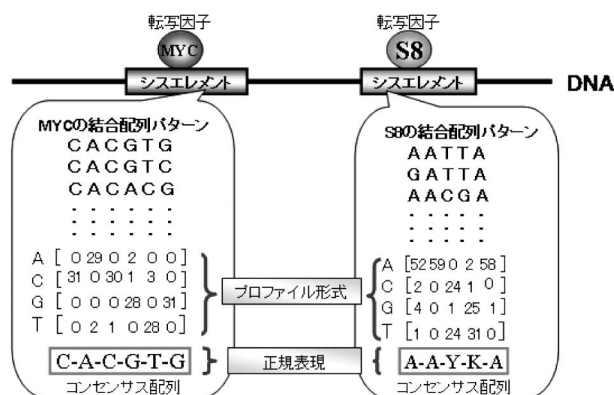 転写因子
転写因子
MYC
S8
シスエレメント
シスエレメント
DNA
MYCの結合配列パターン
C A C G T G
C A C G T C
C A C A C G
S8の結合配列パターン
A A T T A
G A T T A
A A C G A
A [ 0 29 0 2 0 0 ]
C [ 31 0 30 1 3 0 ]
G [ 0 0 0 28 0 31 ]
T [ 0 2 1 0 28 0 ]
プロファイル形式
A [ 52 59 0 2 58 ]
C [ 2 0 24 1 0 ]
G [ 4 0 1 25 1 ]
T [ 1 0 24 31 0 ]
C-A-C-G-T-G
正規表現
A-A-Y-K-A
コンセンサス配列
コンセンサス配列